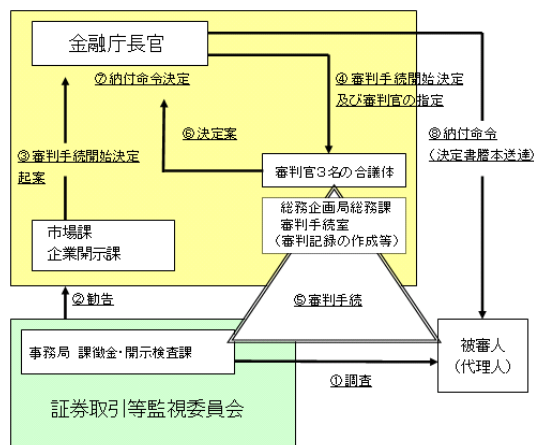 金融庁長官
⑦納付命令決定
④審判手続開始決定
及び審判官の指定
⑥決定案
⑧納付命令
(決定書謄本送達)
③審判手続開始決定
起案
審判官3名の合議体
総務企画局総務課
審判手続室
(審判記録の作成等)
市場課
企業開示課
②勧告
⑤審判手続
事務局 課徴金・開示検査課
被審人
(代理人)
①調査
証券取引等監視委員会